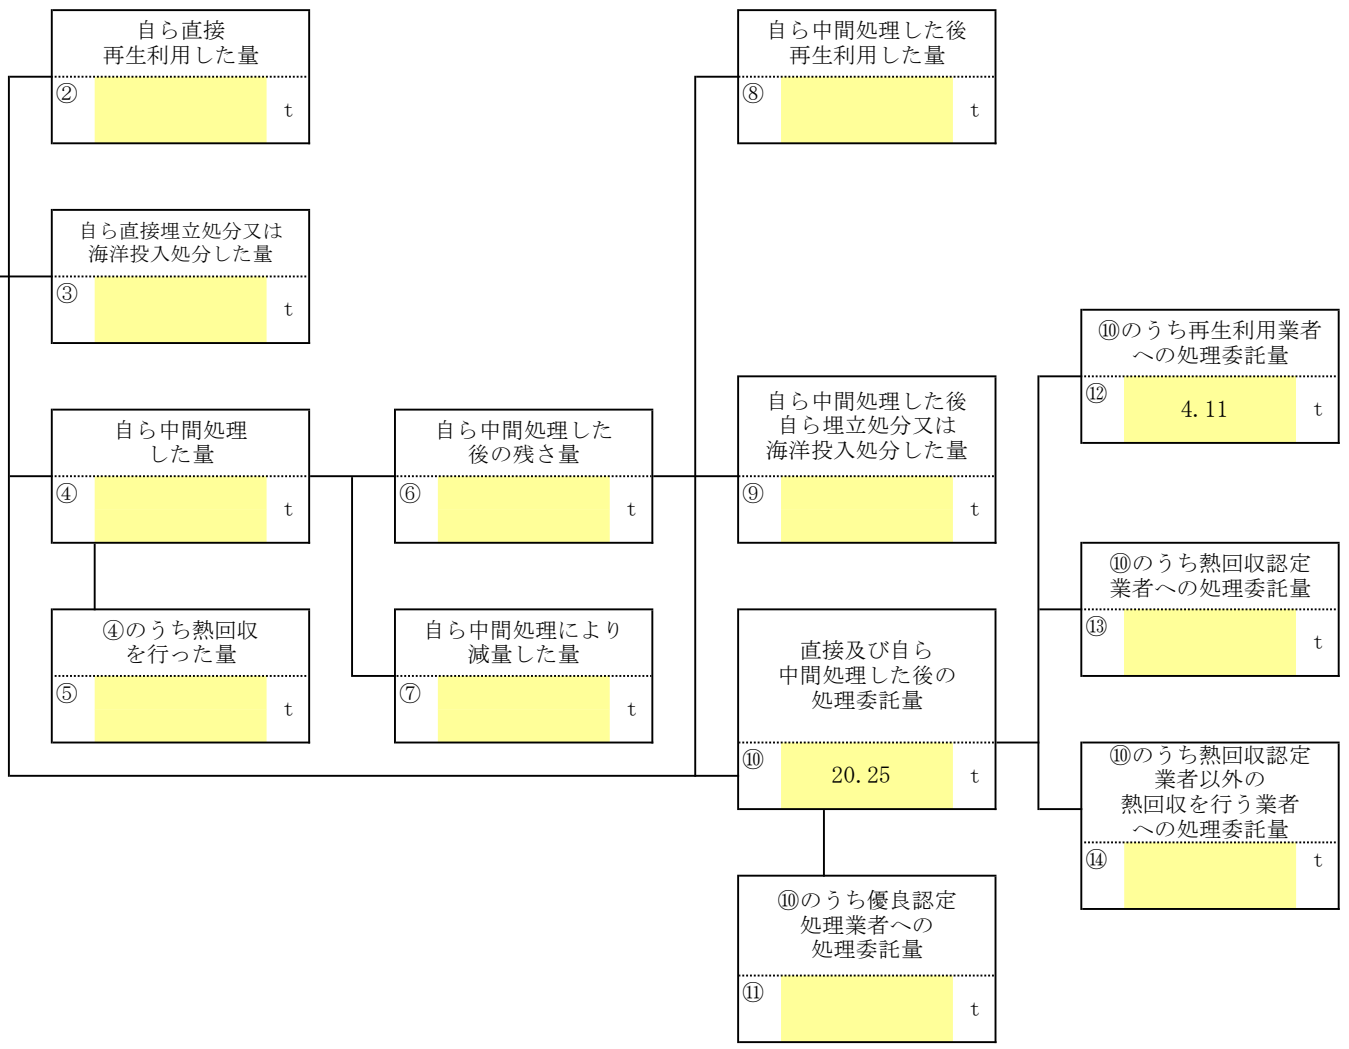 自ら直接
再生利用した量
②
t
自ら中間処理した後
再生利用した量
⑧
t
自ら直接埋立処分又は
海洋投入処分した量
③
t
⑩のうち再生利用業者
への処理委託量
⑫
4.11
t
自ら中間処理
した量
④
t
自ら中間処理した
後の残さ量
⑥
t
自ら中間処理した後
自ら埋立処分又は
海洋投入処分した量
⑨
t
⑩のうち熱回収認定
業者への処理委託量
⑬
t
④のうち熱回収
を行った量
⑤
t
自ら中間処理により
減量した量
⑦
t
直接及び自ら
中間処理した後の
処理委託量
⑩
20.25
t
⑩のうち熱回収認定
業者以外の
熱回収を行う業者
への処理委託量
⑭
t
⑩のうち優良認定
処理業者への
処理委託量
⑪
t